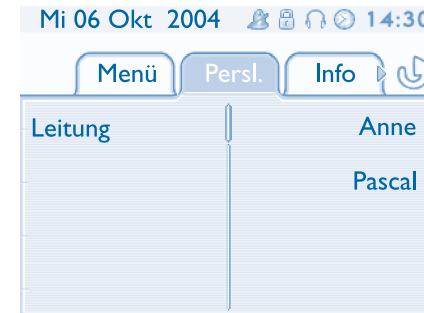 Mi 06 Okt 2004 14:30
Menü Persl. Info
Leitung Anne
Pascal